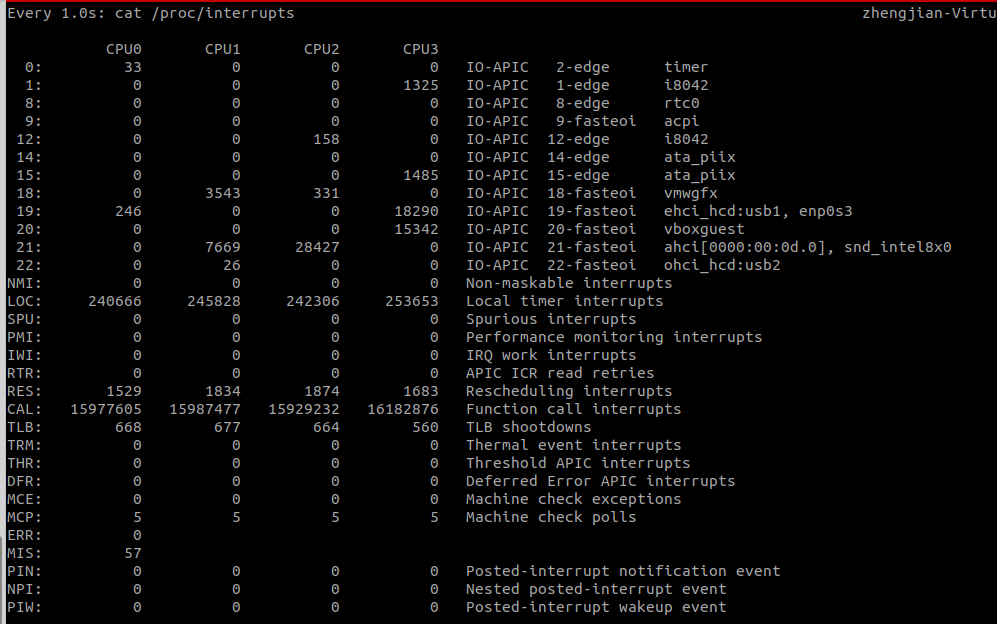 Every 1.0s: cat /proc/interrupts                                                               zhengjian-Virtu
           CPU0       CPU1       CPU2       CPU3
  0:         33          0          0          0   IO-APIC   2-edge      timer
  1:          0          0          0       1325   IO-APIC   1-edge      i8042
  8:          0          0          0          0   IO-APIC   8-edge      rtc0
  9:          0          0          0          0   IO-APIC   9-fasteoi   acpi
 12:          0          0        158          0   IO-APIC  12-edge      i8042
 14:          0          0          0          0   IO-APIC  14-edge      ata_piix
 15:          0          0          0       1485   IO-APIC  15-edge      ata_piix
 18:          0       3543        331          0   IO-APIC  18-fasteoi   vmwgfx
 19:        246          0          0      18290   IO-APIC  19-fasteoi   ehci_hcd:usb1, enp0s3
 20:          0          0          0      15342   IO-APIC  20-fasteoi   vboxguest
 21:          0       7669      28427          0   IO-APIC  21-fasteoi   ahci[0000:00:0d.0], snd_intel8x0
 22:          0         26          0          0   IO-APIC  22-fasteoi   ohci_hcd:usb2
NMI:          0          0          0          0   Non-maskable interrupts
LOC:     240666     245828     242306     253653   Local timer interrupts
SPU:          0          0          0          0   Spurious interrupts
PMI:          0          0          0          0   Performance monitoring interrupts
IWI:          0          0          0          0   IRQ work interrupts
RTR:          0          0          0          0   APIC ICR read retries
RES:       1529       1834       1874       1683   Rescheduling interrupts
CAL:   15977605   15987477   15929232   16182876   Function call interrupts
TLB:        668        677        664        560   TLB shootdowns
TRM:          0          0          0          0   Thermal event interrupts
THR:          0          0          0          0   Threshold APIC interrupts
DFR:          0          0          0          0   Deferred Error APIC interrupts
MCE:          0          0          0          0   Machine check exceptions
MCP:          5          5          5          5   Machine check polls
ERR:          0
MIS:         57
PIN:          0          0          0          0   Posted-interrupt notification event
NPI:          0          0          0          0   Nested posted-interrupt event
PIW:          0          0          0          0   Posted-interrupt wakeup event